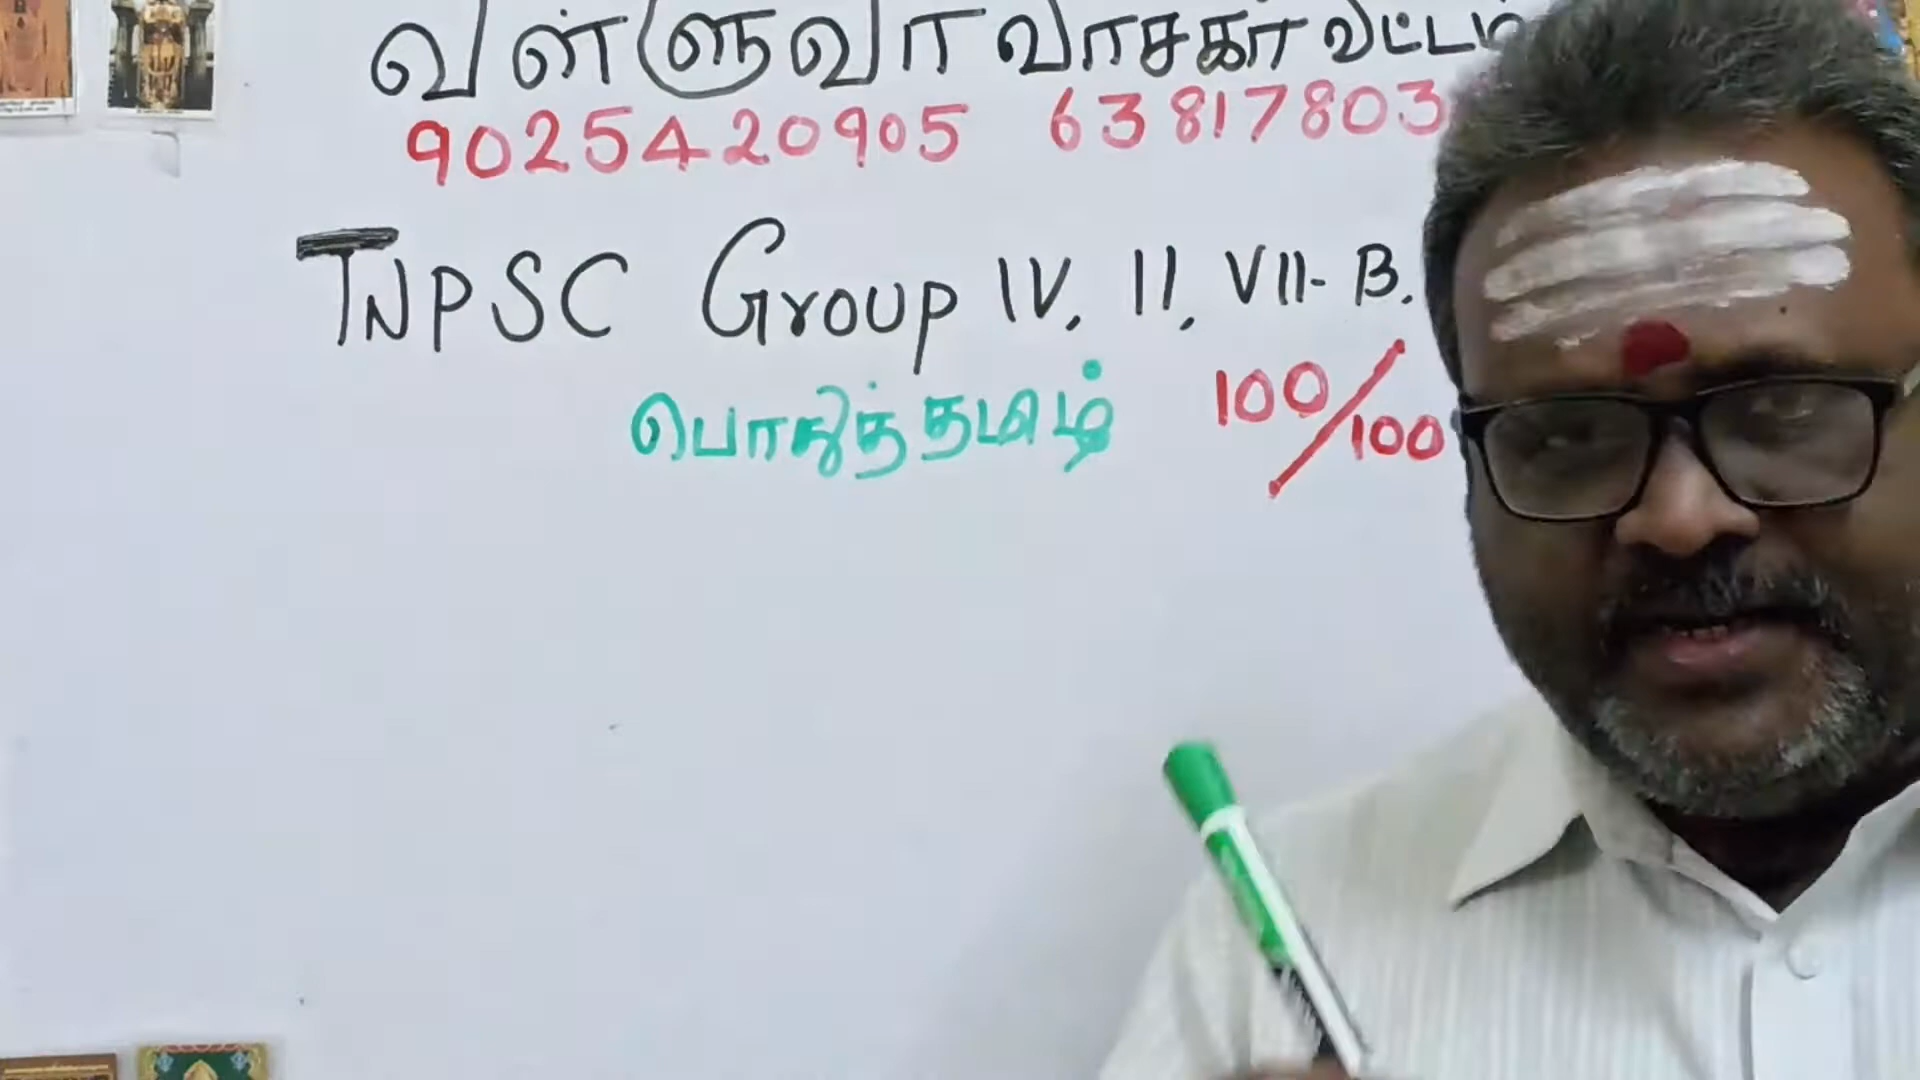 வள்ளுவர் வாசகர் வட்டம்
9025420905 63817803
TNPSC Group IV, II, VII-B.
பொதுத்தமிழ் 100/100